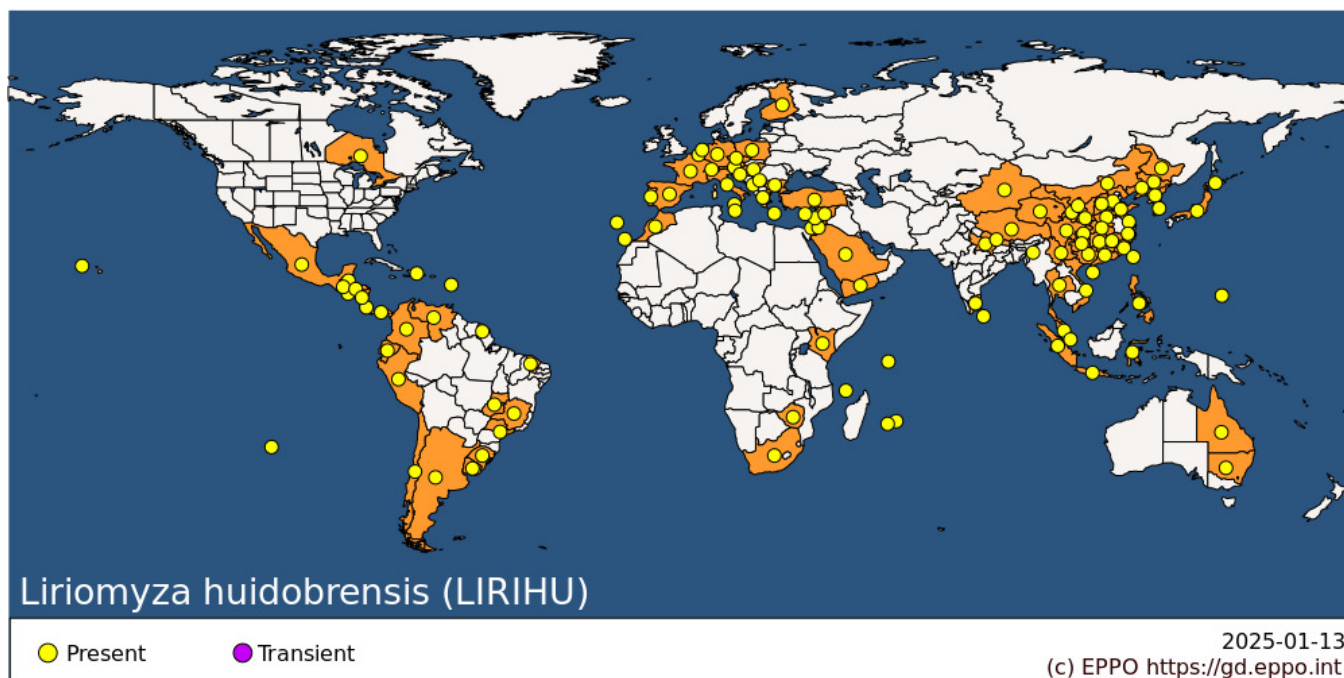 Liriomyza huidobrensis (LIRIHU)
Present
Transient
2025-01-13
(c) EPPO https://gd.eppo.int